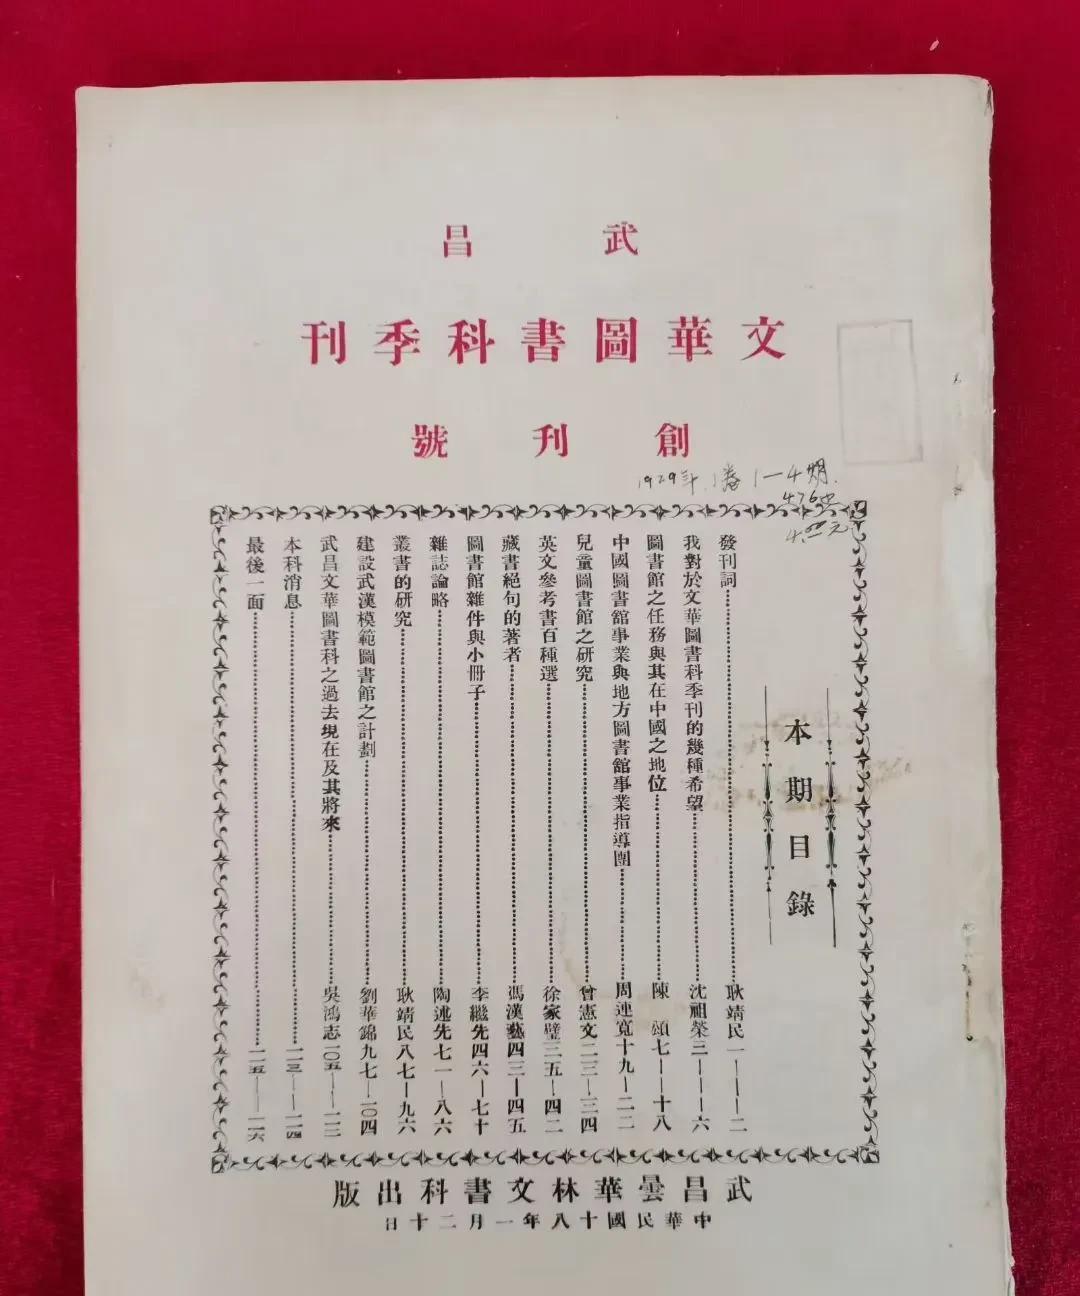 武昌
文華圖書科季刊
創刊號
1929年.1卷1—4期.
本期目錄
發刊詞……耿靖民一——二
我對於文華圖書科季刊的幾種希望……沈祖榮三——六
圖書館之任務與其在中國之地位……陳頌七—十八
中國圖書舘事業與地方圖書舘事業指導團……周連寬十九—二二
兒童圖書館之研究……曾憲文二三—三四
英文參考書百種選……徐家璧三五—四二
藏書絕句的著者……馮漢驥四三—四五
圖書館雜件與小冊子……李繼先四六—七十
雜誌論略……陶述先七一—八六
叢書的研究……耿靖民八七—九六
建設武漢模範圖書館之計劃……劉華錦九七—一〇四
武昌文華圖書科之過去現在及其將來……吳鴻志一〇五—一二二
本科消息……一二三—一二四
最後一面……一二五—一二六
武昌曇華林文書科出版
中華民國十八年一月二十日